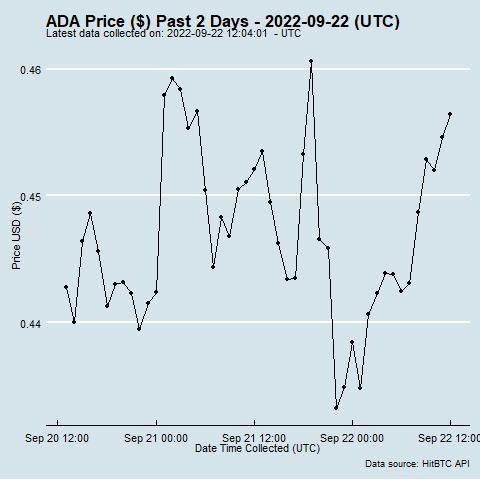 ADA Price ($) Past 2 Days - 2022-09-22 (UTC)
Latest data collected on: 2022-09-22 12:04:01 - UTC
0.46
0.45
0.44
Price USD ($)
Sep 20 12:00 Sep 21 00:00 Sep 21 12:00 Sep 22 00:00 Sep 22 12:00
Date Time Collected (UTC)
Data source: HitBTC API